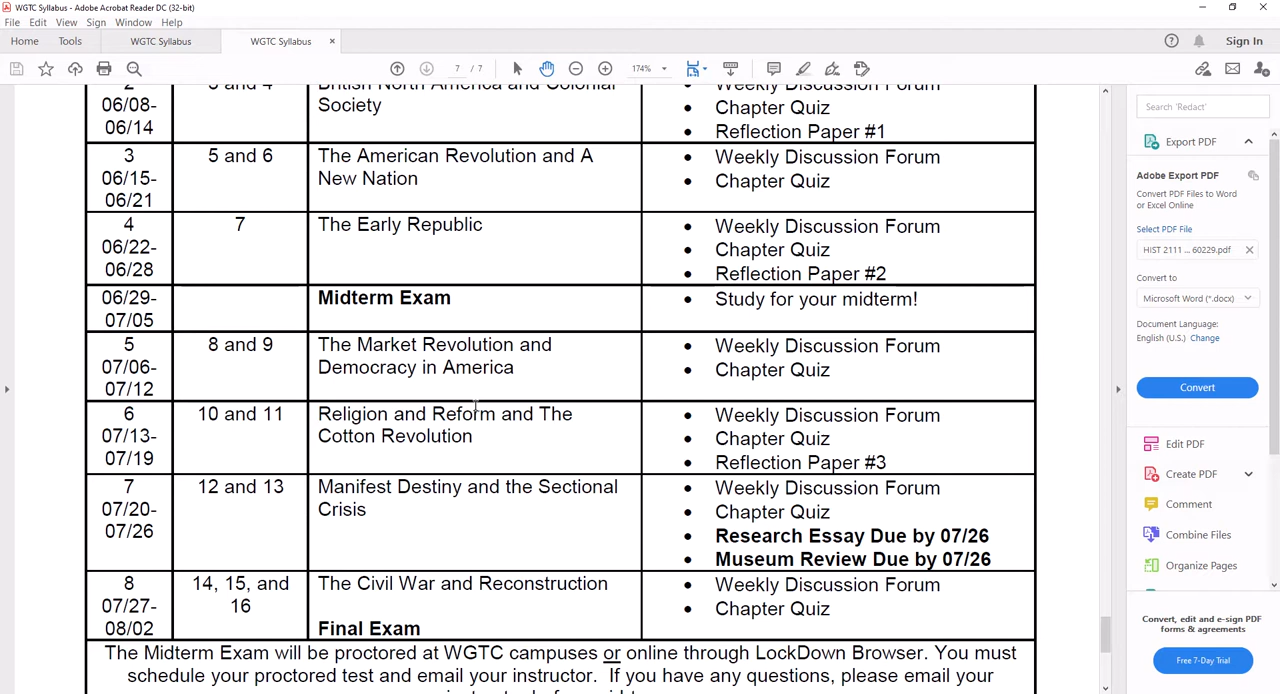 WGTC Syllabus - Adobe Acrobat Reader DC (32-bit)
File Edit View Sign Window Help
Home Tools WGTC Syllabus WGTC Syllabus × Sign In
7 / 7 174%
2 3 and 4 British North America and Colonial Weekly Discussion Forum
06/08- Society Chapter Quiz
06/14 Reflection Paper #1
3 5 and 6 The American Revolution and A Weekly Discussion Forum
06/15- New Nation Chapter Quiz
06/21
4 7 The Early Republic Weekly Discussion Forum
06/22- Chapter Quiz
06/28 Reflection Paper #2
06/29- Midterm Exam Study for your midterm!
07/05
5 8 and 9 The Market Revolution and Weekly Discussion Forum
07/06- Democracy in America Chapter Quiz
07/12
6 10 and 11 Religion and Reform and The Weekly Discussion Forum
07/13- Cotton Revolution Chapter Quiz
07/19 Reflection Paper #3
7 12 and 13 Manifest Destiny and the Sectional Weekly Discussion Forum
07/20- Crisis Chapter Quiz
07/26 Research Essay Due by 07/26
Museum Review Due by 07/26
8 14, 15, and The Civil War and Reconstruction Weekly Discussion Forum
07/27- 16 Chapter Quiz
08/02 Final Exam
The Midterm Exam will be proctored at WGTC campuses or online through LockDown Browser. You must
schedule your proctored test and email your instructor. If you have any questions, please email your
Search 'Redact'
Export PDF
Adobe Export PDF
Convert PDF Files to Word
or Excel Online
Select PDF File
HIST 2111 ... 60229.pdf
Convert to
Microsoft Word (*.docx)
Document Language:
English (U.S.) Change
Convert
Edit PDF
Create PDF
Comment
Combine Files
Organize Pages
Convert, edit and e-sign PDF
forms & agreements
Free 7-Day Trial